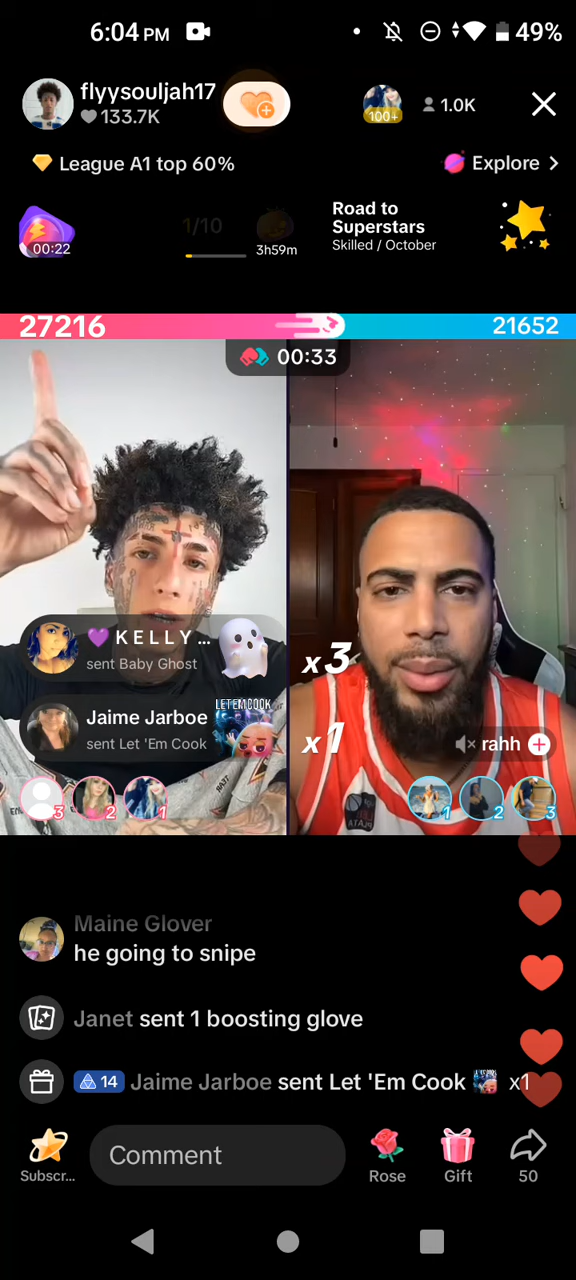 6:04 PM
49%
flyysouljah17
133.7K
100+
1.0K
League A1 top 60%
Explore >
00:22
1/10
3h59m
Road to
Superstars
Skilled / October
27216
21652
00:33
K E L L Y ...
sent Baby Ghost
x3
LETEMCOOK
Jaime Jarboe
sent Let 'Em Cook
x1
rahh
3
2
1
1
2
3
PLATA
Maine Glover
he going to snipe
Janet sent 1 boosting glove
14 Jaime Jarboe sent Let 'Em Cook x1
Subscr...
Comment
Rose
Gift
50